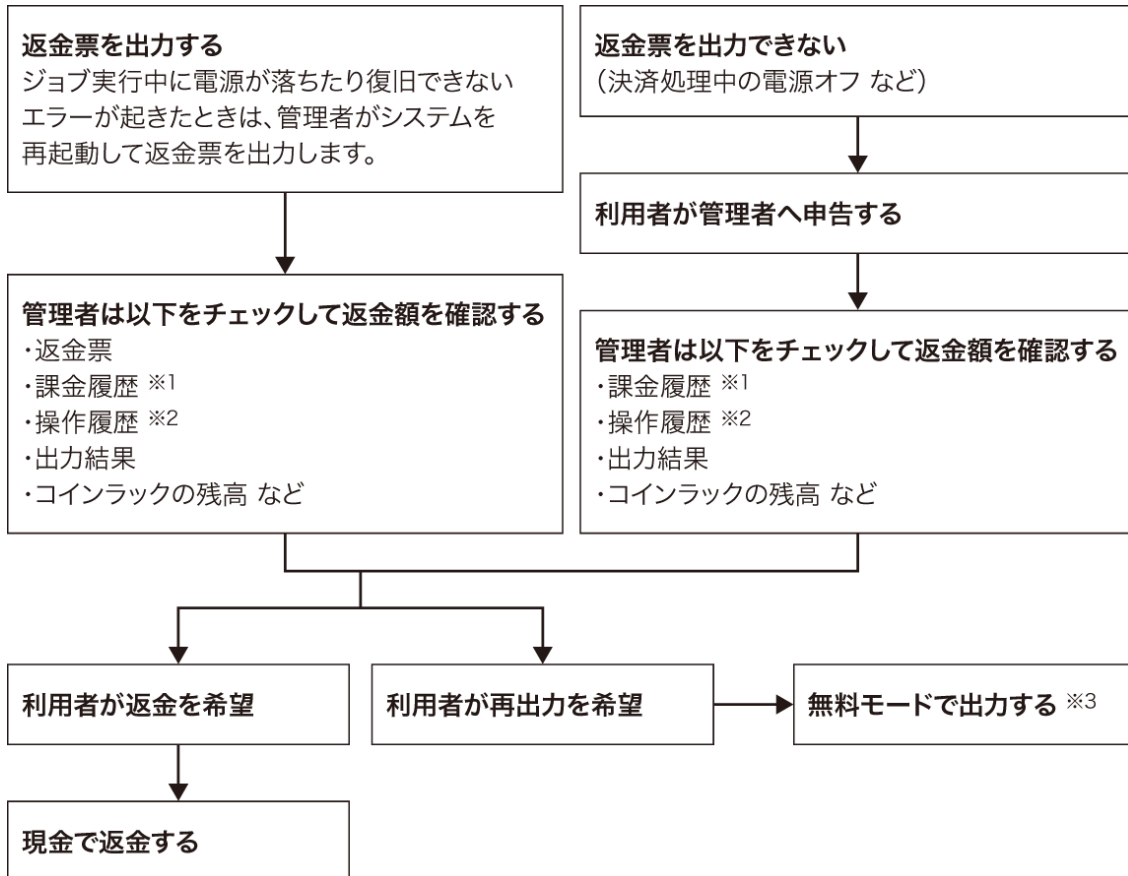 返金票を出力する
ジョブ実行中に電源が落ちたり復旧できない
エラーが起きたときは、管理者がシステムを
再起動して返金票を出力します。
管理者は以下をチェックして返金額を確認する
・返金票
・課金履歴 ※1
・操作履歴 ※2
・出力結果
・コインラックの残高 など
返金票を出力できない
（決済処理中の電源オフ など）
利用者が管理者へ申告する
管理者は以下をチェックして返金額を確認する
・課金履歴 ※1
・操作履歴 ※2
・出力結果
・コインラックの残高 など
利用者が返金を希望
利用者が再出力を希望
無料モードで出力する ※3
現金で返金する